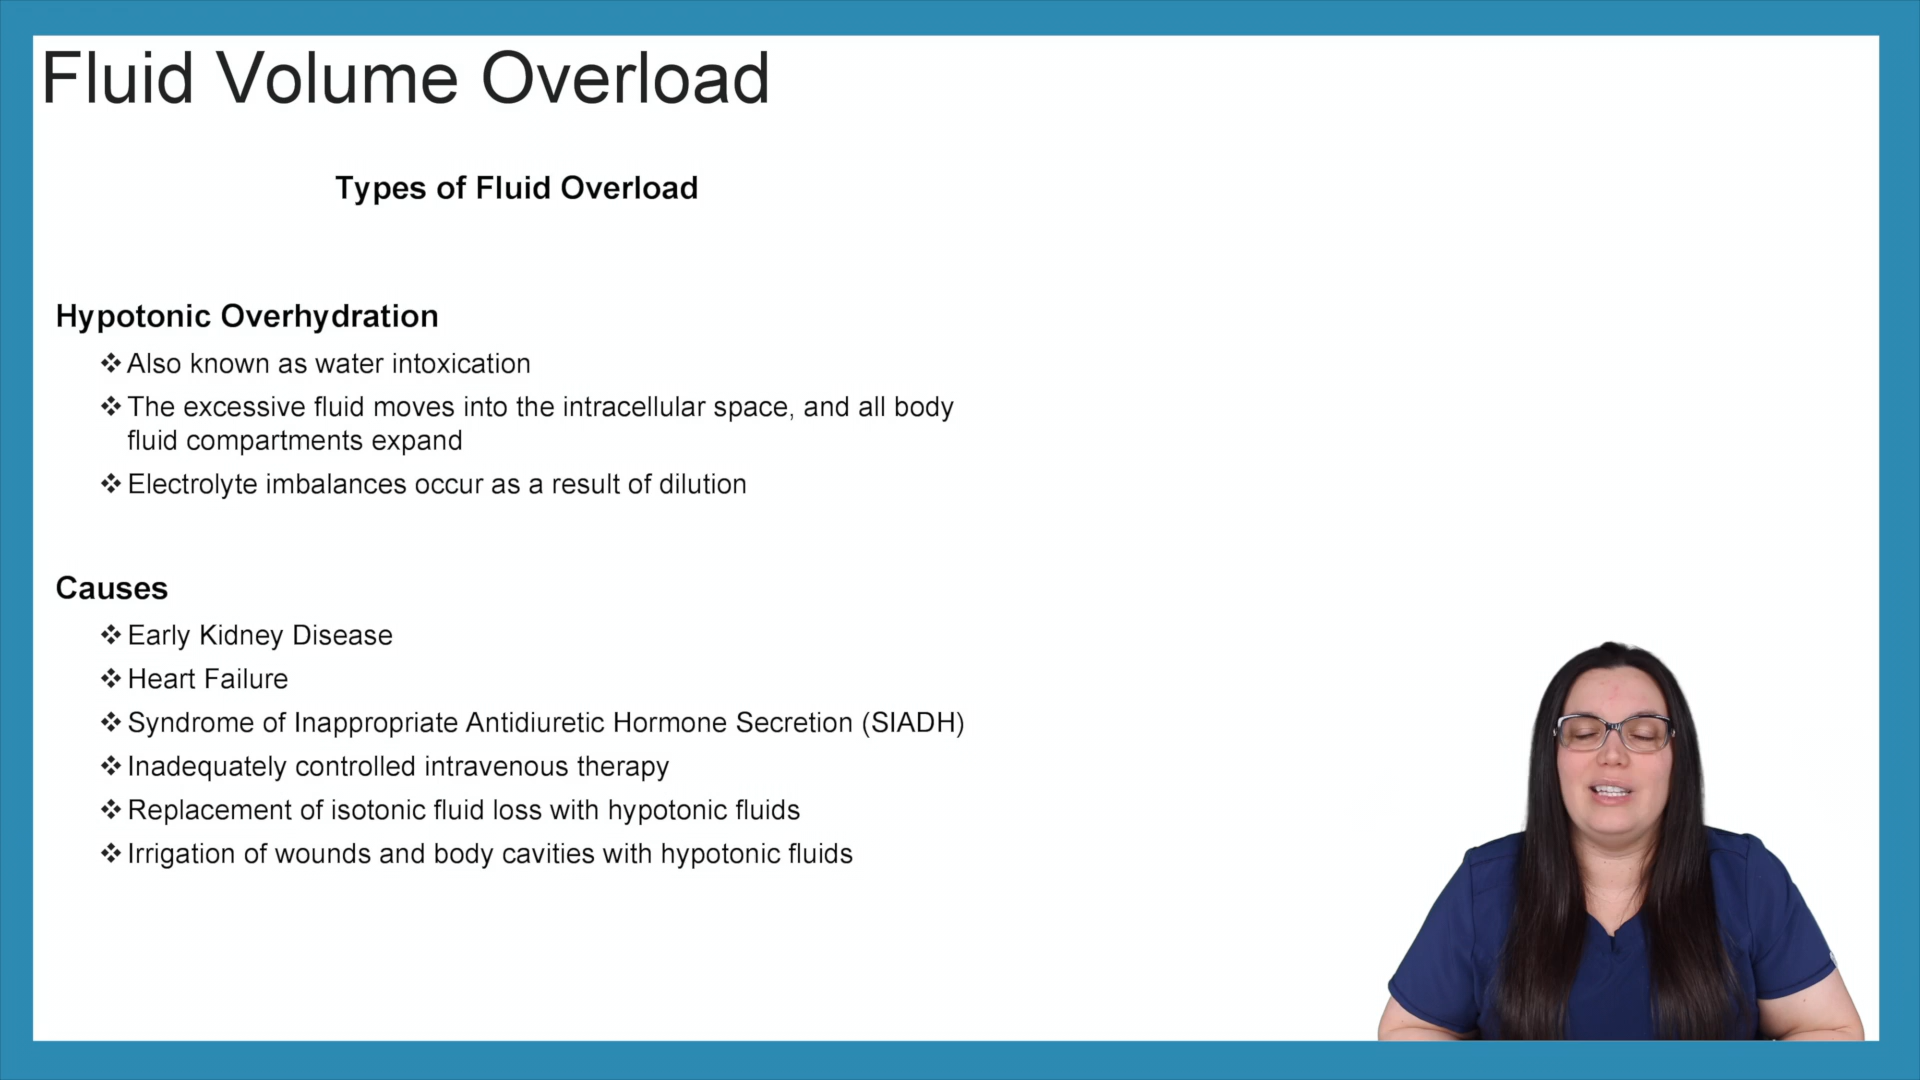 Fluid Volume Overload
Types of Fluid Overload
Hypotonic Overhydration
❖ Also known as water intoxication
❖ The excessive fluid moves into the intracellular space, and all body
fluid compartments expand
❖ Electrolyte imbalances occur as a result of dilution
Causes
❖ Early Kidney Disease
❖ Heart Failure
❖ Syndrome of Inappropriate Antidiuretic Hormone Secretion (SIADH)
❖ Inadequately controlled intravenous therapy
❖ Replacement of isotonic fluid loss with hypotonic fluids
❖ Irrigation of wounds and body cavities with hypotonic fluids